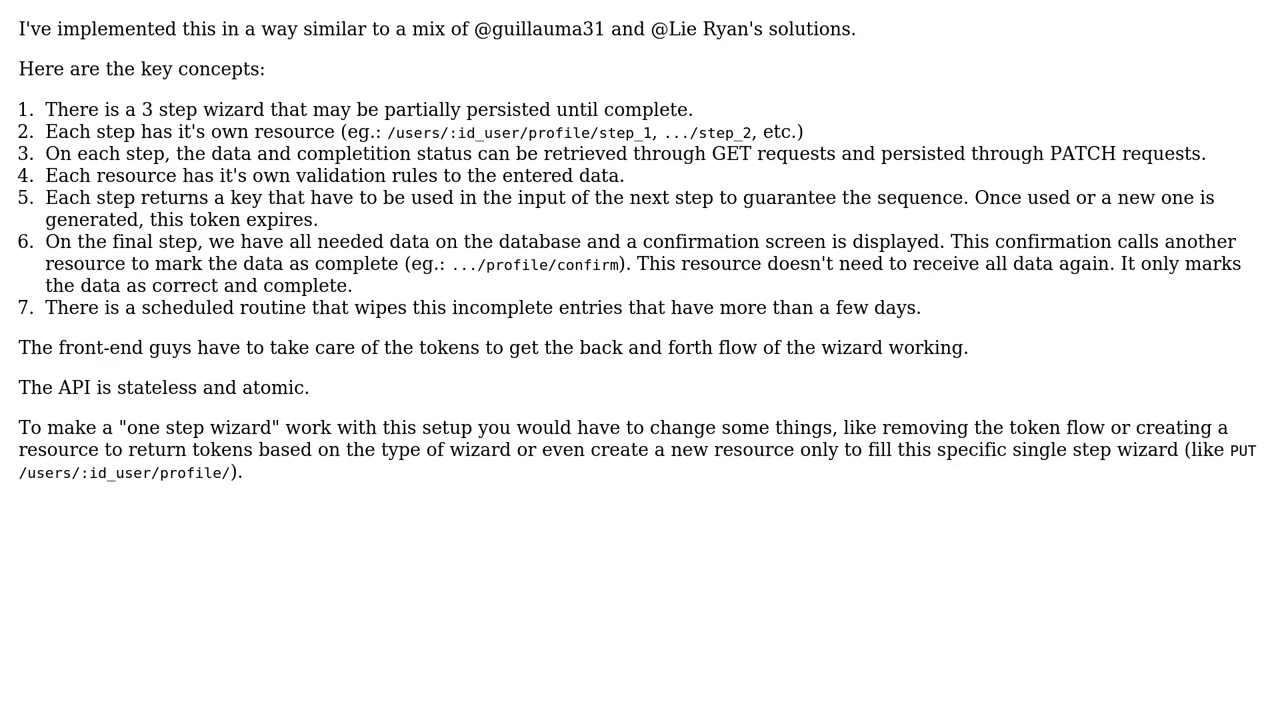 I've implemented this in a way similar to a mix of @guillauma31 and @Lie Ryan's solutions.
Here are the key concepts:
1. There is a 3 step wizard that may be partially persisted until complete.
2. Each step has it's own resource (eg.: /users/:id_user/profile/step_1, .../step_2, etc.)
3. On each step, the data and completition status can be retrieved through GET requests and persisted through PATCH requests.
4. Each resource has it's own validation rules to the entered data.
5. Each step returns a key that have to be used in the input of the next step to guarantee the sequence. Once used or a new one is
generated, this token expires.
6. On the final step, we have all needed data on the database and a confirmation screen is displayed. This confirmation calls another
resource to mark the data as complete (eg.: .../profile/confirm). This resource doesn't need to receive all data again. It only marks
the data as correct and complete.
7. There is a scheduled routine that wipes this incomplete entries that have more than a few days.
The front-end guys have to take care of the tokens to get the back and forth flow of the wizard working.
The API is stateless and atomic.
To make a "one step wizard" work with this setup you would have to change some things, like removing the token flow or creating a
resource to return tokens based on the type of wizard or even create a new resource only to fill this specific single step wizard (like PUT
/users/:id_user/profile/).